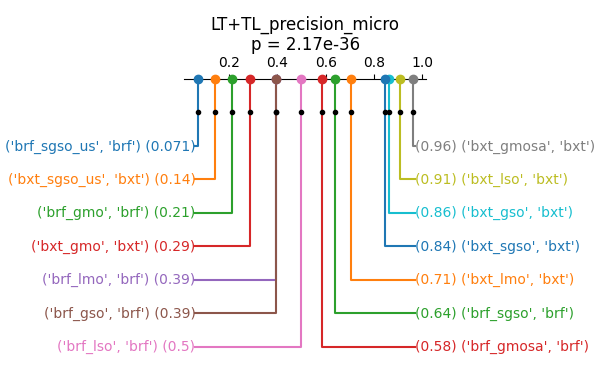 LT+TL_precision_micro
p = 2.17e-36
0.2 0.4 0.6 0.8 1.0
('brf_sgso_us', 'brf') (0.071) (0.96) ('bxt_gmosa', 'bxt')
('bxt_sgso_us', 'bxt') (0.14) (0.91) ('bxt_lso', 'bxt')
('brf_gmo', 'brf') (0.21) (0.86) ('bxt_gso', 'bxt')
('bxt_gmo', 'bxt') (0.29) (0.84) ('bxt_sgso', 'bxt')
('brf_lmo', 'brf') (0.39) (0.71) ('bxt_lmo', 'bxt')
('brf_gso', 'brf') (0.39) (0.64) ('brf_sgso', 'brf')
('brf_lso', 'brf') (0.5) (0.58) ('brf_gmosa', 'brf')